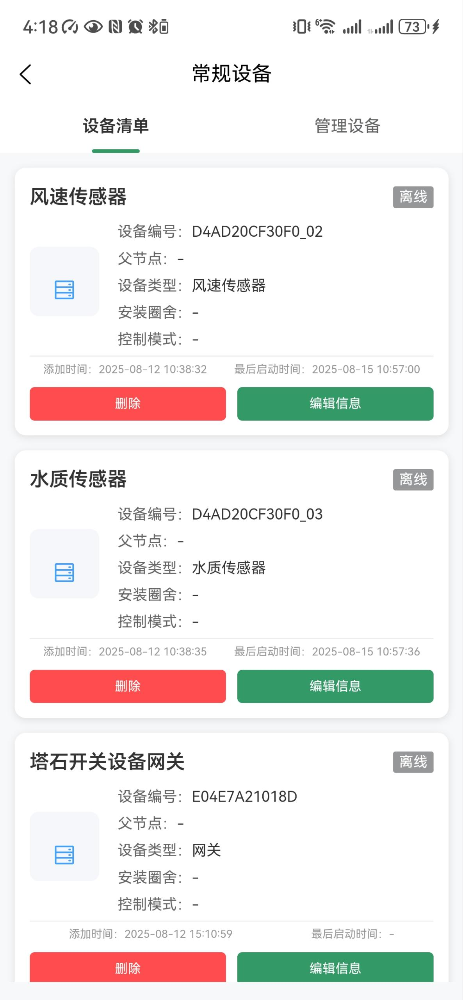 4:18
6+
73
常规设备
设备清单
管理设备
风速传感器
离线
设备编号：D4AD20CF30F0_02
父节点：-
设备类型：风速传感器
安装圈舍：-
控制模式：-
添加时间：2025-08-12 10:38:32
最后启动时间：2025-08-15 10:57:00
删除
编辑信息
水质传感器
离线
设备编号：D4AD20CF30F0_03
父节点：-
设备类型：水质传感器
安装圈舍：-
控制模式：-
添加时间：2025-08-12 10:38:35
最后启动时间：2025-08-15 10:57:36
删除
编辑信息
塔石开关设备网关
离线
设备编号：E04E7A21018D
父节点：-
设备类型：网关
安装圈舍：-
控制模式：-
添加时间：2025-08-12 15:10:59
最后启动时间：-
删除
编辑信息